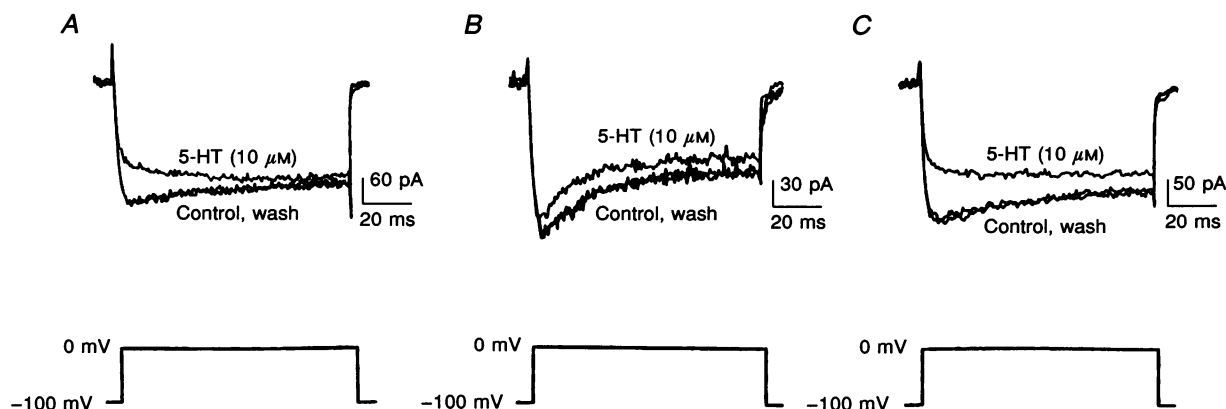 A
5-HT (10 μM)
Control, wash
60 pA
20 ms
0 mV
−100 mV
B
5-HT (10 μM)
Control, wash
30 pA
20 ms
0 mV
−100 mV
C
5-HT (10 μM)
Control, wash
50 pA
20 ms
0 mV
−100 mV